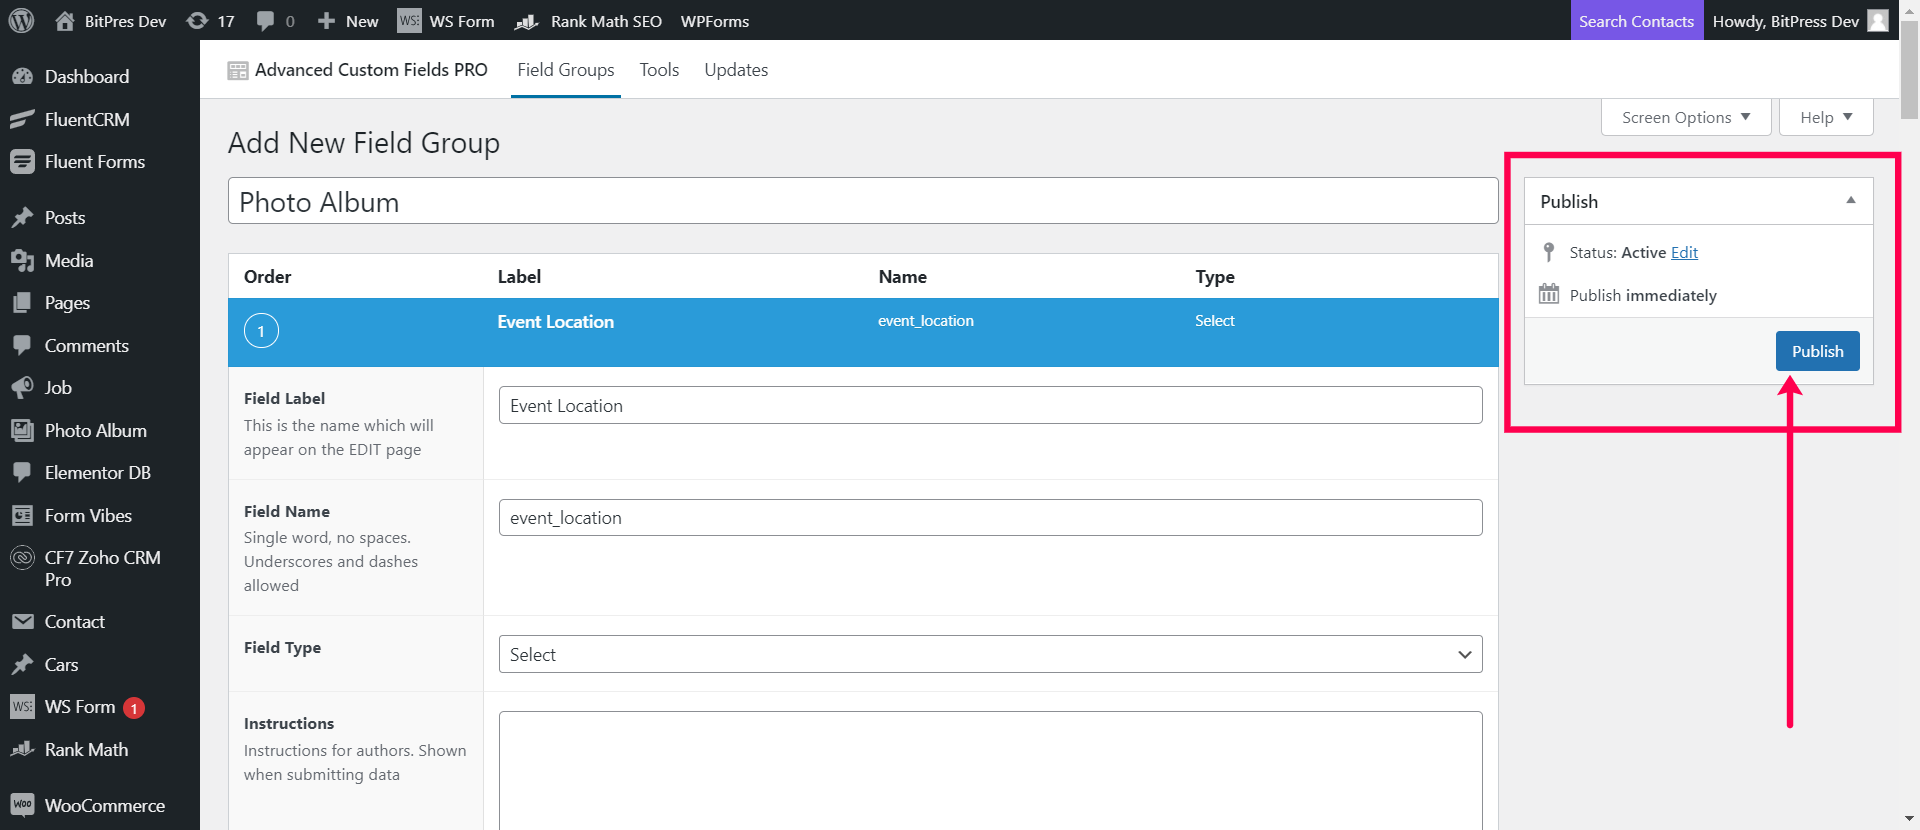 BitPres Dev 17 0 New WS: WS Form Rank Math SEO WPForms Search Contacts Howdy, BitPress Dev
Advanced Custom Fields PRO Field Groups Tools Updates
Screen Options Help
Dashboard
FluentCRM
Fluent Forms
Posts
Media
Pages
Comments
Job
Photo Album
Elementor DB
Form Vibes
CF7 Zoho CRM
Pro
Contact
Cars
WS: WS Form 1
Rank Math
Woo WooCommerce
Add New Field Group
Photo Album
Order Label Name Type
1 Event Location event_location Select
Field Label
This is the name which will
appear on the EDIT page
Event Location
Field Name
Single word, no spaces.
Underscores and dashes
allowed
event_location
Field Type
Select
Instructions
Instructions for authors. Shown
when submitting data
Publish
Status: Active Edit
Publish immediately
Publish